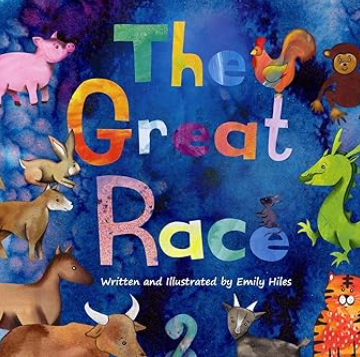 The
Great
Race
Written and Illustrated by Emily Hiles